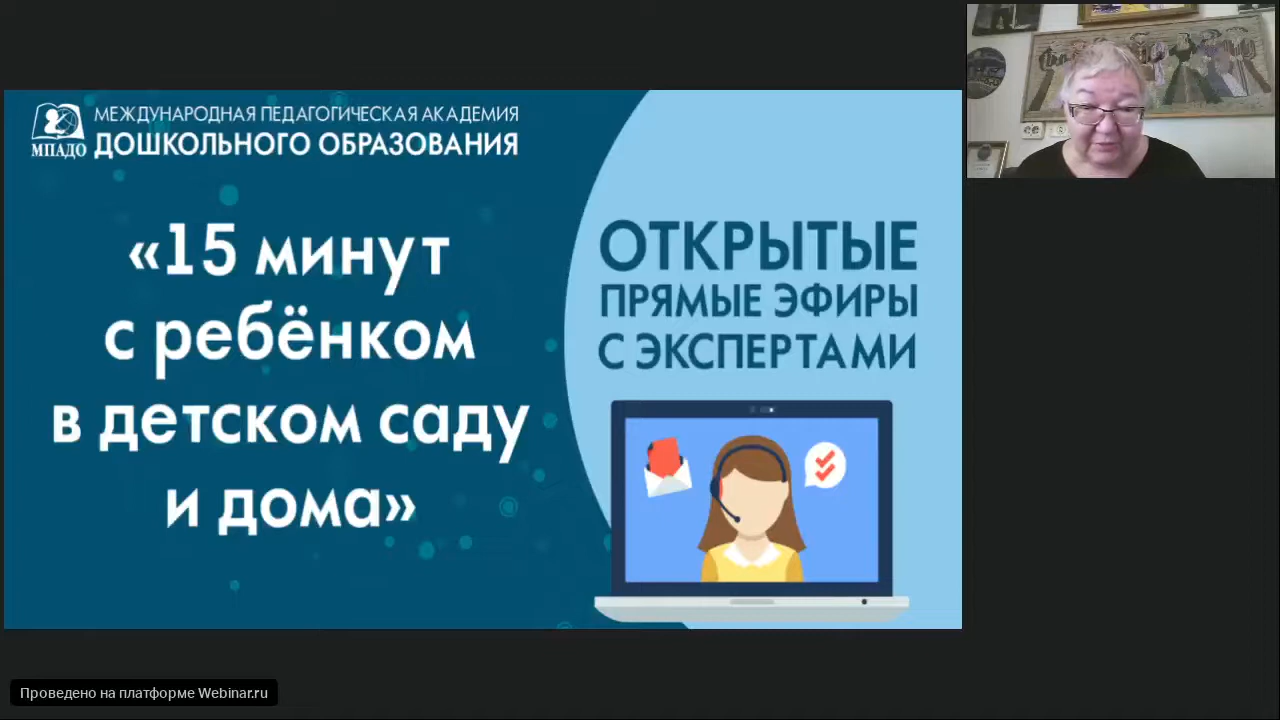 МЕЖДУНАРОДНАЯ ПЕДАГОГИЧЕСКАЯ АКАДЕМИЯ
МПАДО ДОШКОЛЬНОГО ОБРАЗОВАНИЯ
«15 минут
с ребёнком
в детском саду
и дома»
ОТКРЫТЫЕ
ПРЯМЫЕ ЭФИРЫ
С ЭКСПЕРТАМИ
Проведено на платформе Webinar.ru